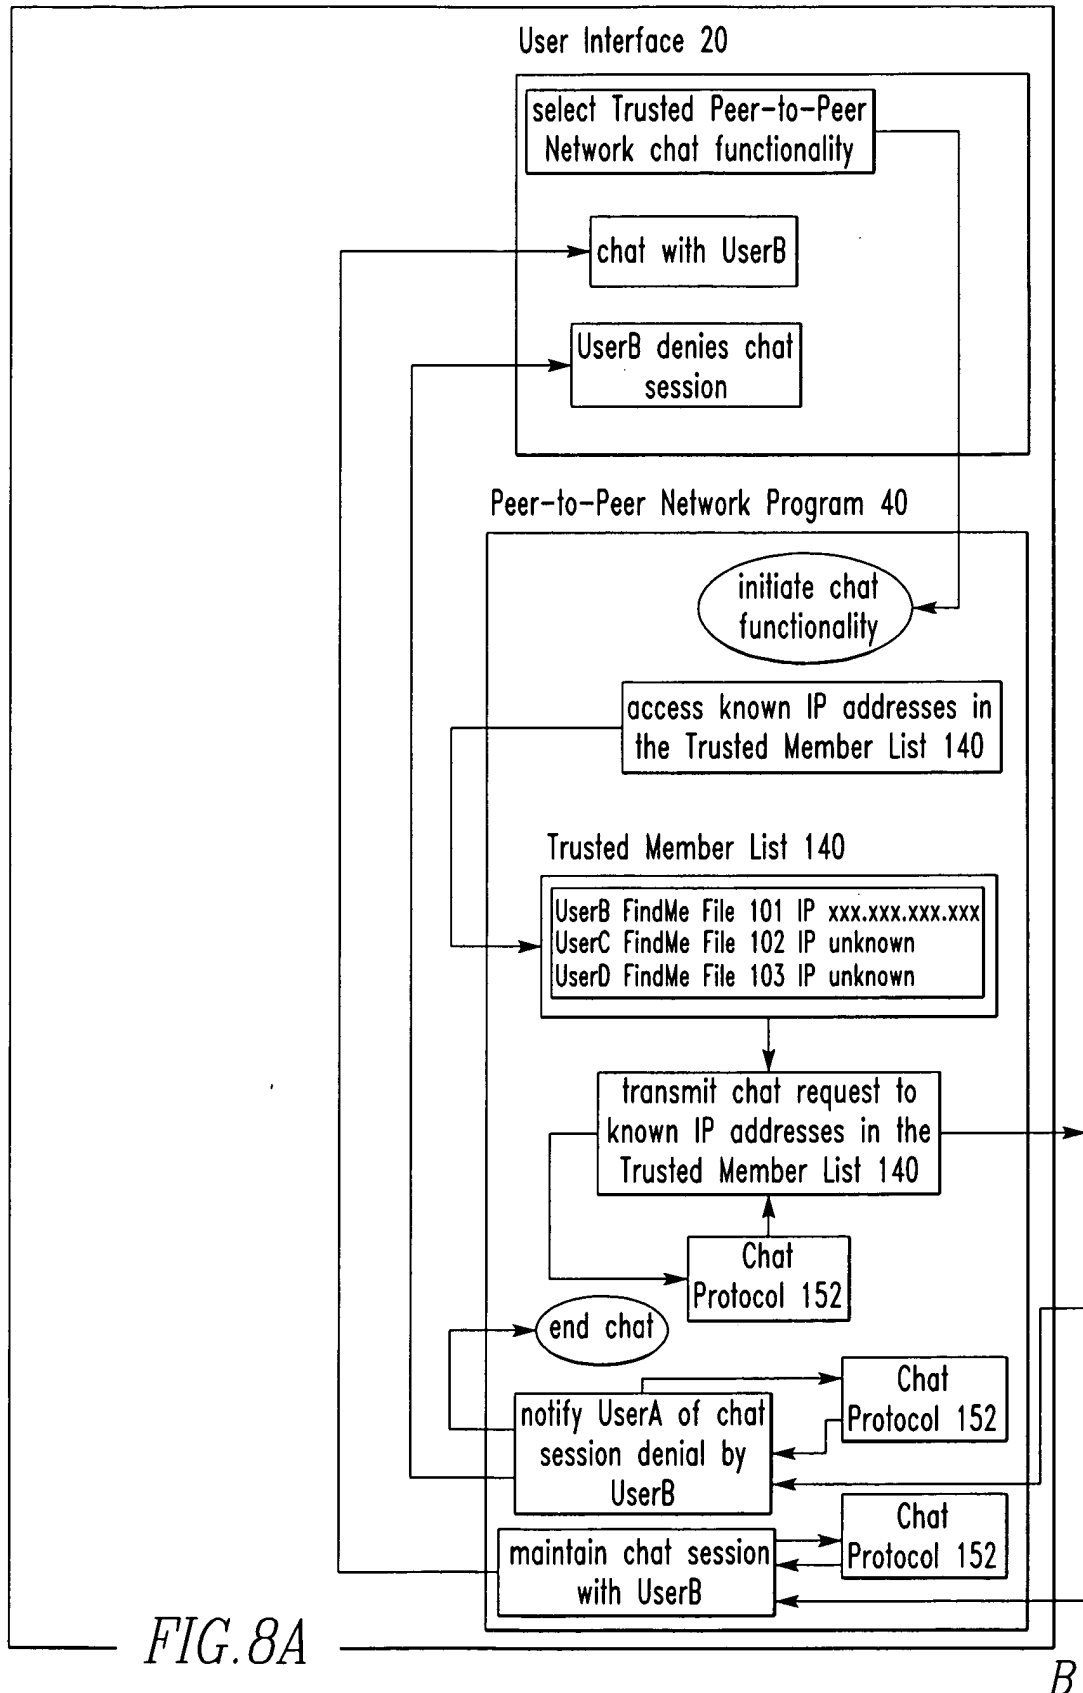 User Interface 20
select Trusted Peer-to-Peer
Network chat functionality
chat with UserB
UserB denies chat
session
Peer-to-Peer Network Program 40
initiate chat
functionality
access known IP addresses in
the Trusted Member List 140
Trusted Member List 140
UserB FindMe File 101 IP xxx.xxx.xxx.xxx
UserC FindMe File 102 IP unknown
UserD FindMe File 103 IP unknown
transmit chat request to
known IP addresses in the
Trusted Member List 140
Chat
Protocol 152
end chat
Chat
Protocol 152
notify UserA of chat
session denial by
UserB
Chat
Protocol 152
maintain chat session
with UserB
FIG.8A
B